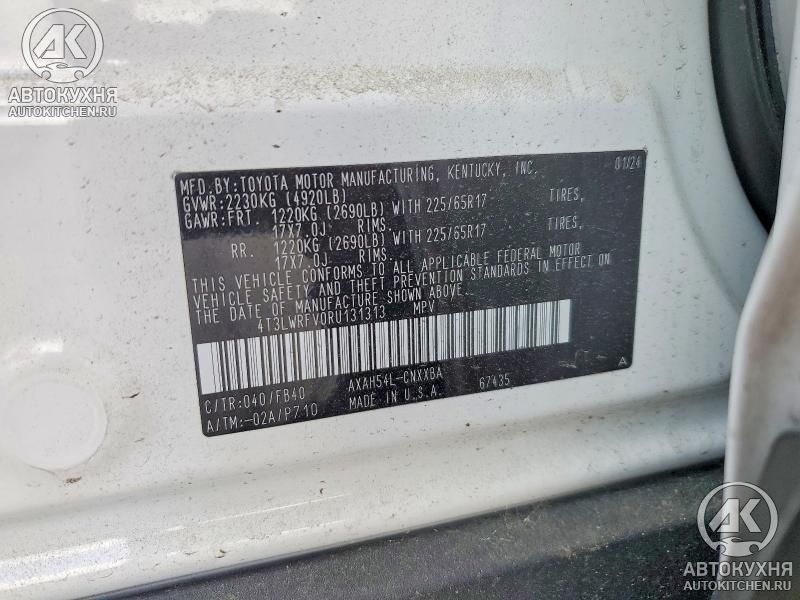 AK
АВТОКУХНЯ
AUTOKITCHEN.RU
MFD.BY:TOYOTA MOTOR MANUFACTURING, KENTUCKY, INC. 01/24
GVWR:2230KG (4920LB)
GAWR:FRT. 1220KG (2690LB) WITH 225/65R17 TIRES,
17X7.0J RIMS.
RR. 1220KG (2690LB) WITH 225/65R17 TIRES,
17X7.0J RIMS.
THIS VEHICLE CONFORMS TO ALL APPLICABLE FEDERAL MOTOR
VEHICLE SAFETY AND THEFT PREVENTION STANDARDS IN EFFECT ON
THE DATE OF MANUFACTURE SHOWN ABOVE.
4T3LWRFV0RU131313 MPV
C/TR:040/FB40 AXAH54L-CNXXBA A
A/TM:-02A/P710 MADE IN U.S.A. 67435
AK
АВТОКУХНЯ
AUTOKITCHEN.RU